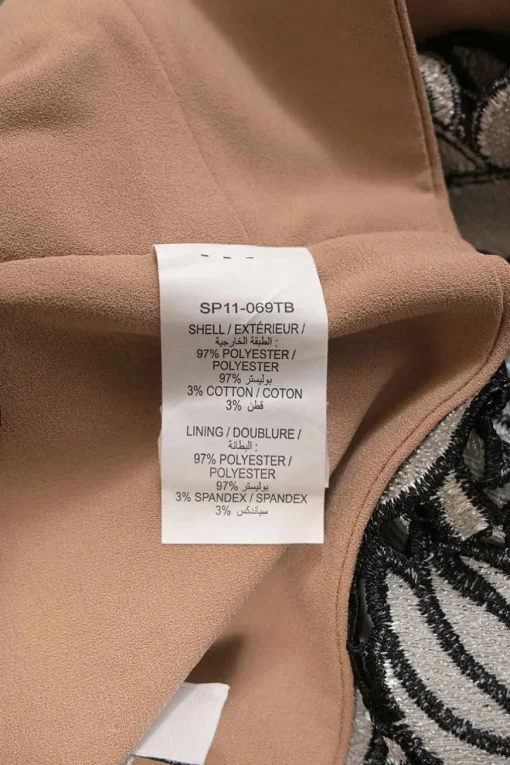 SP11-069TB
SHELL / EXTÉRIEUR /
الطبقة الخارجية :
97% POLYESTER /
POLYESTER
97% بوليستر
3% COTTON / COTON
3% قطن
LINING / DOUBLURE /
البطانة :
97% POLYESTER /
POLYESTER
97% بوليستر
3% SPANDEX / SPANDEX
3% سباندكس